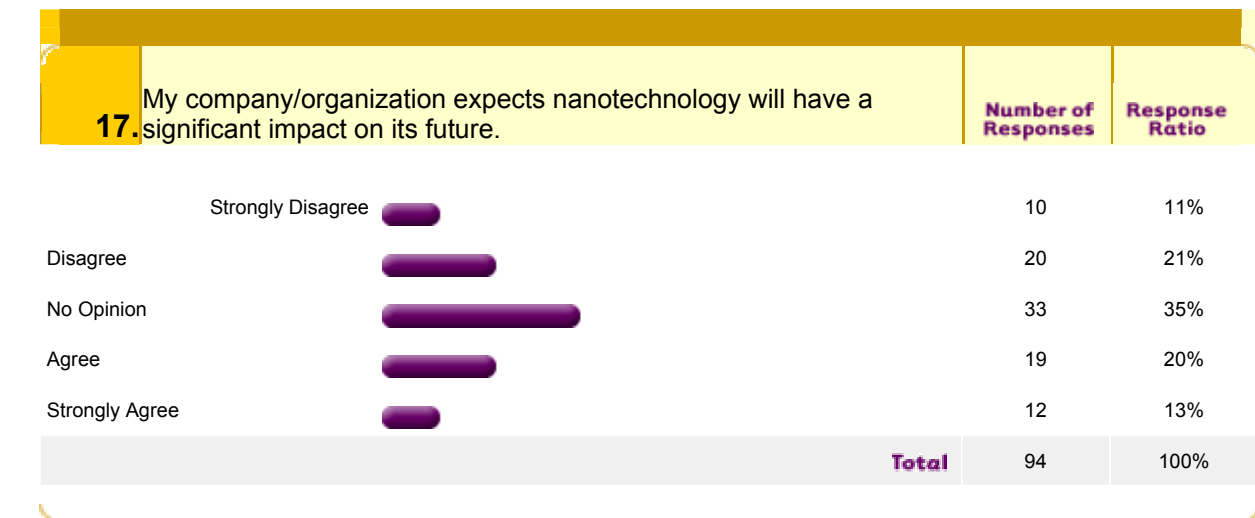 My company/organization expects nanotechnology will have a
17. significant impact on its future.
Number of
Responses
Response
Ratio
Strongly Disagree 10 11%
Disagree 20 21%
No Opinion 33 35%
Agree 19 20%
Strongly Agree 12 13%
Total 94 100%